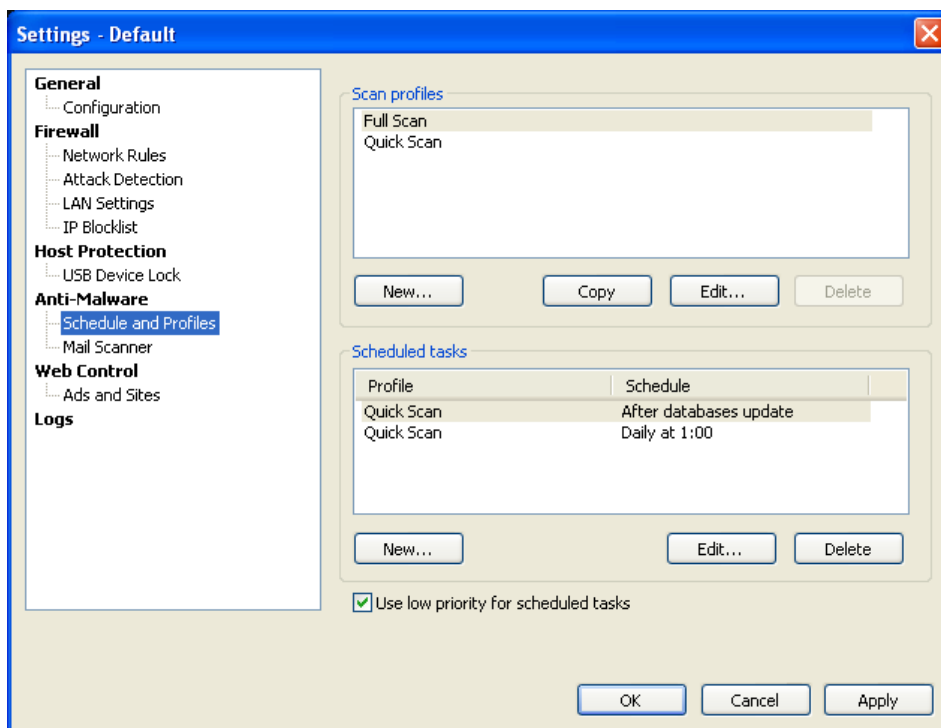 Settings - Default
General
Configuration
Firewall
Network Rules
Attack Detection
LAN Settings
IP Blocklist
Host Protection
USB Device Lock
Anti-Malware
Schedule and Profiles
Mail Scanner
Web Control
Ads and Sites
Logs
Scan profiles
Full Scan
Quick Scan
New... Copy Edit... Delete
Scheduled tasks
Profile Schedule
Quick Scan After databases update
Quick Scan Daily at 1:00
New... Edit... Delete
Use low priority for scheduled tasks
OK Cancel Apply